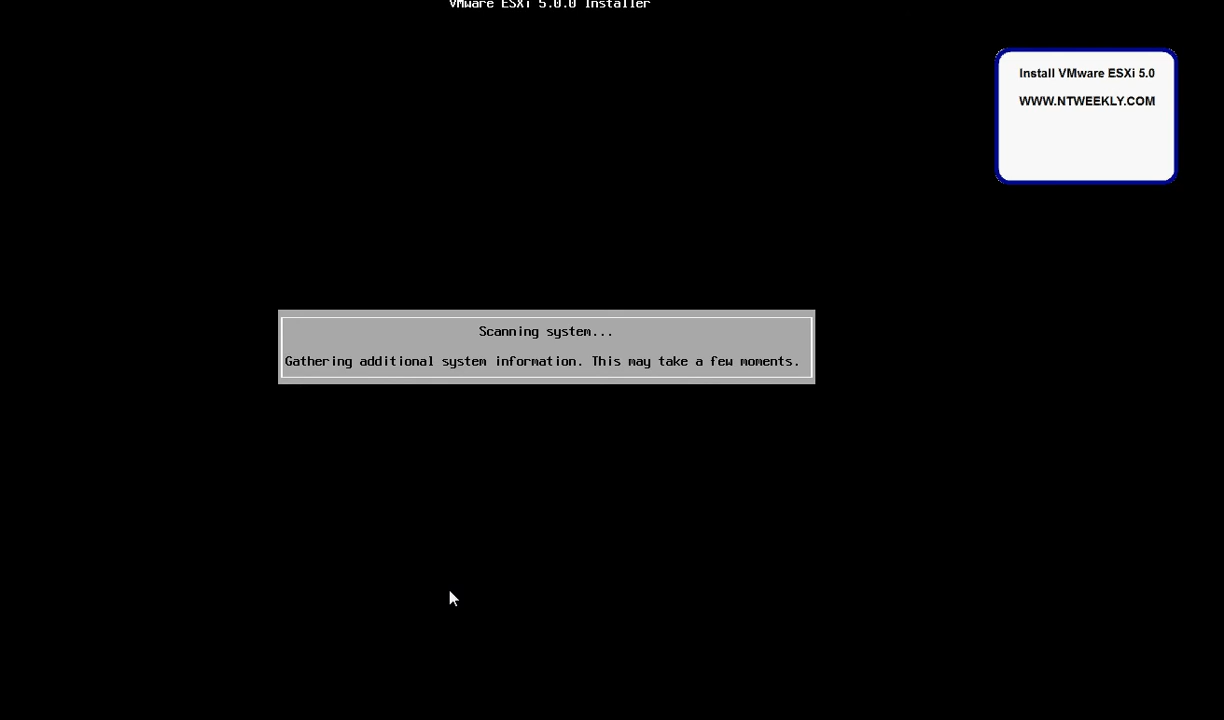 VMware ESXi 5.0.0 Installer
Install VMware ESXi 5.0
WWW.NTWEEKLY.COM
Scanning system...
Gathering additional system information. This may take a few moments.